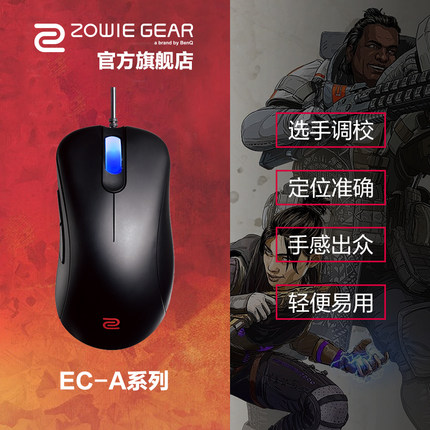 ZOWIE GEAR
a brand by BenQ
官方旗舰店
选手调校
定位准确
手感出众
轻便易用
EC-A系列